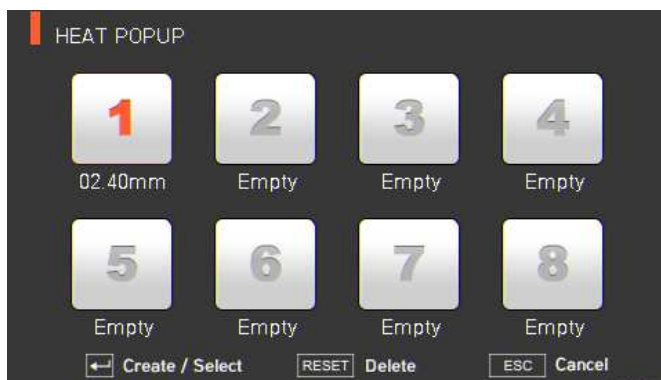 HEAT POPUP
1 2 3 4
02.40mm Empty Empty Empty
5 6 7 8
Empty Empty Empty Empty
Create / Select RESET Delete ESC Cancel